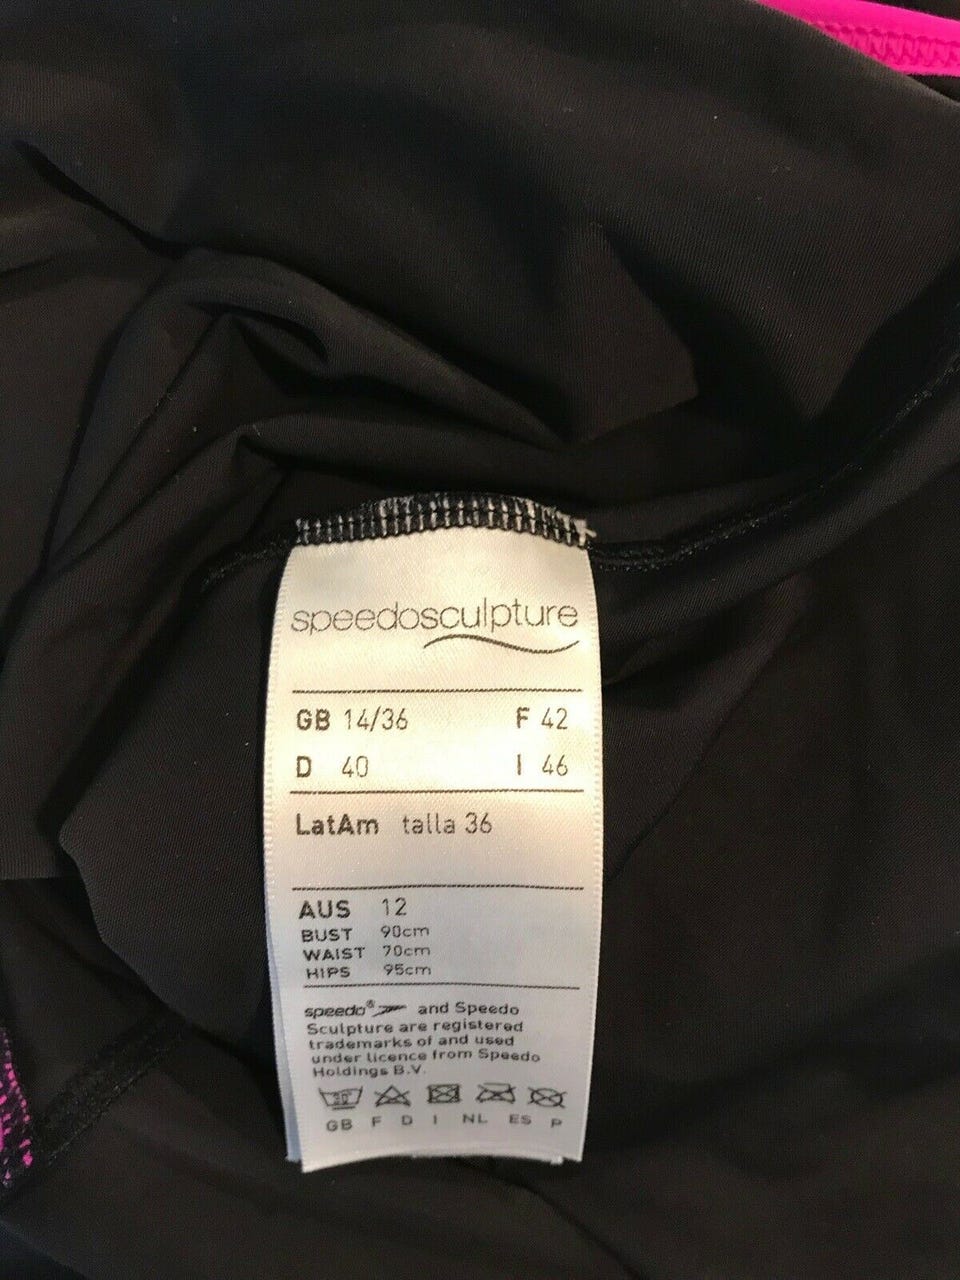 speedosculpture
GB 14/36 F 42
D 40 I 46
LatAm talla 36
AUS 12
BUST 90cm
WAIST 70cm
HIPS 95cm
speedo® and Speedo
Sculpture are registered
trademarks of and used
under licence from Speedo
Holdings B.V.
30
GB F D I NL ES P